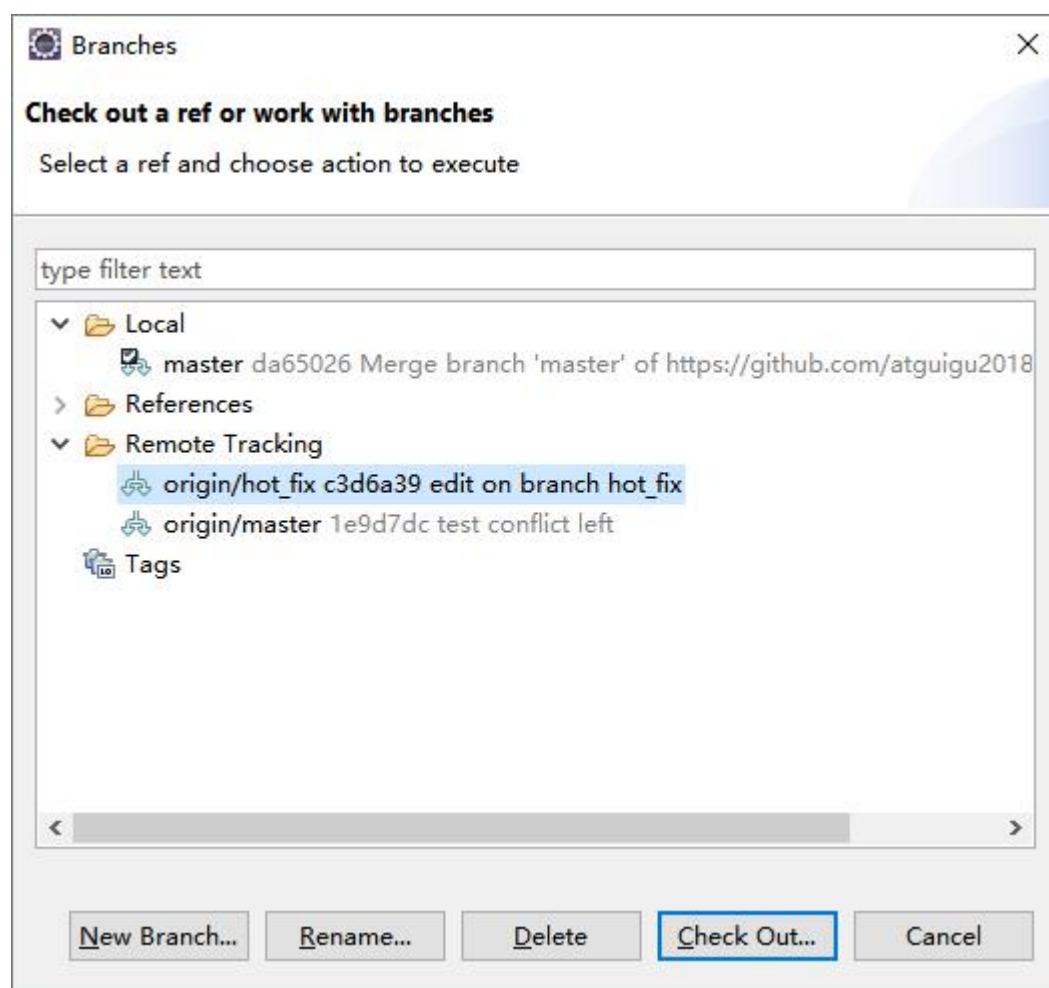 Branches
Check out a ref or work with branches
Select a ref and choose action to execute
type filter text
Local
master da65026 Merge branch 'master' of https://github.com/atguigu2018
References
Remote Tracking
origin/hot_fix c3d6a39 edit on branch hot_fix
origin/master 1e9d7dc test conflict left
Tags
New Branch... Rename... Delete Check Out... Cancel